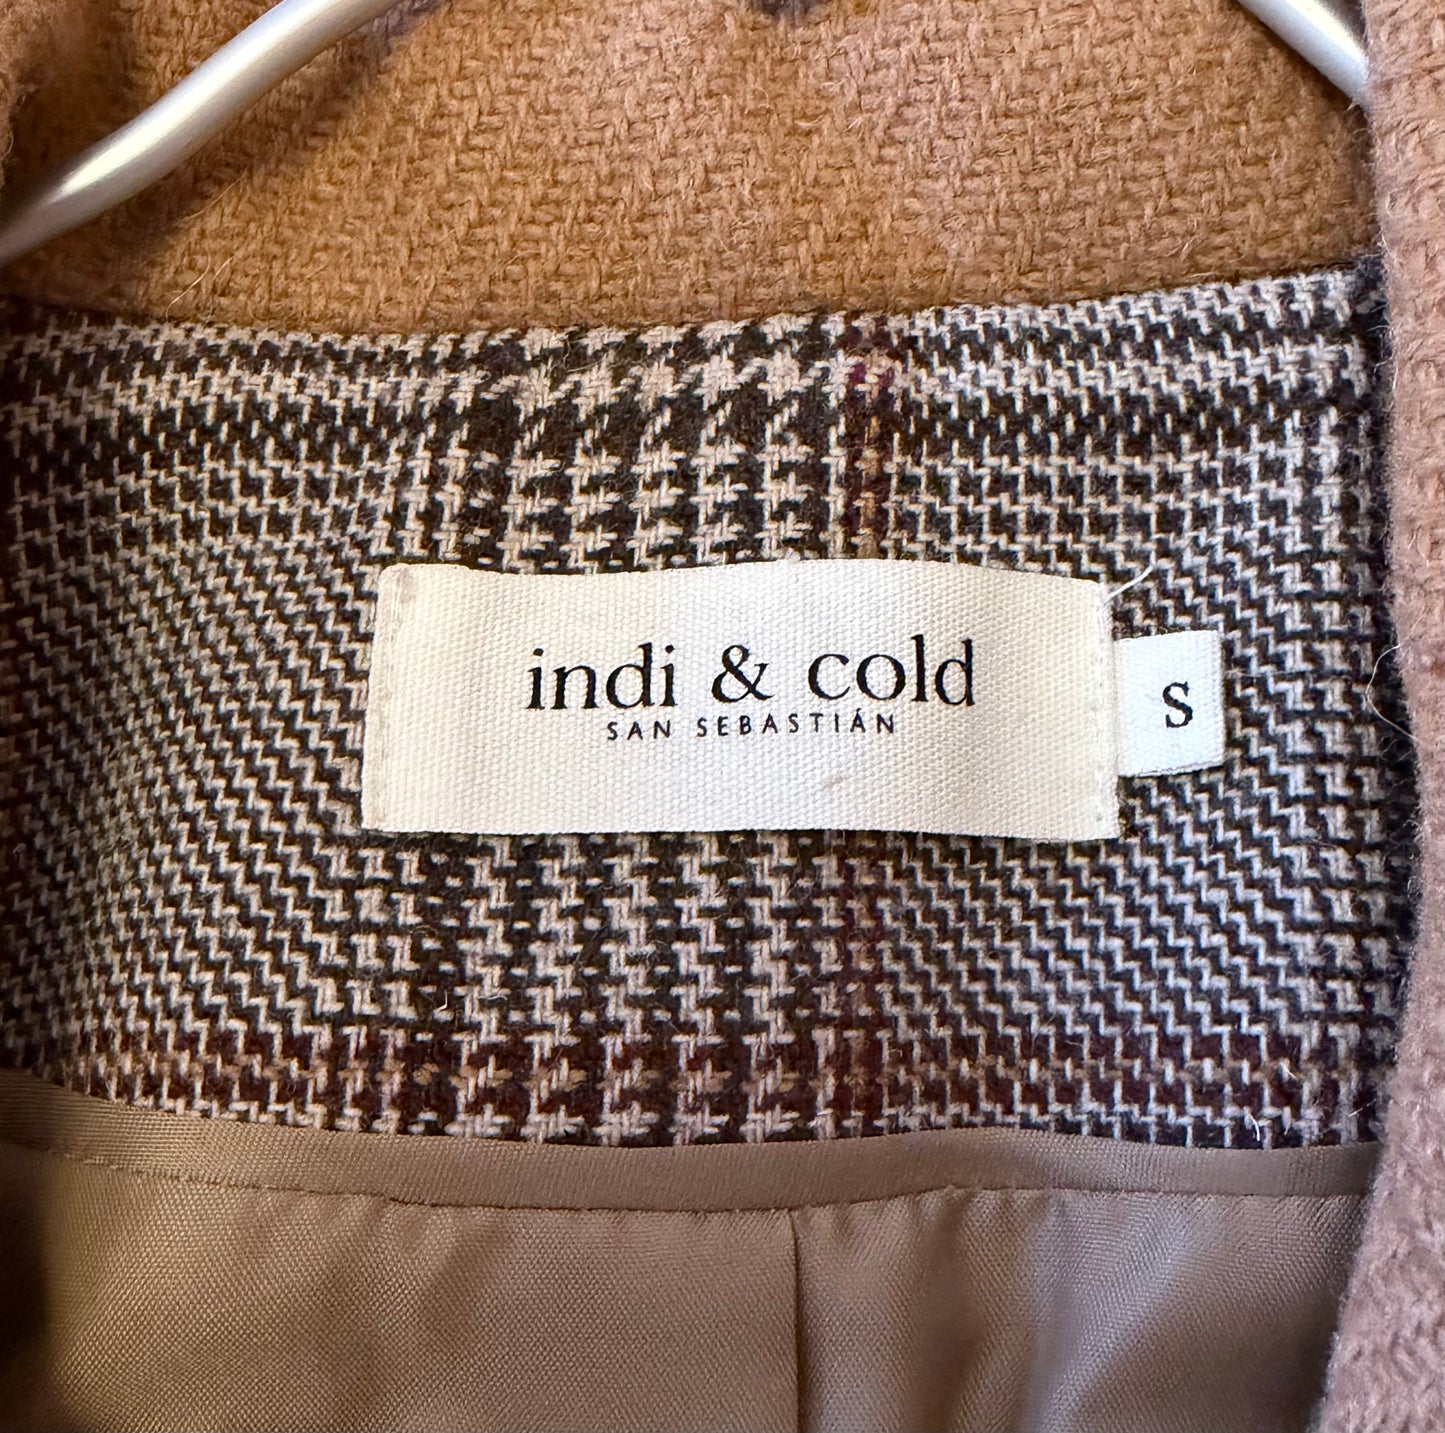 indi & cold
SAN SEBASTIÁN
S